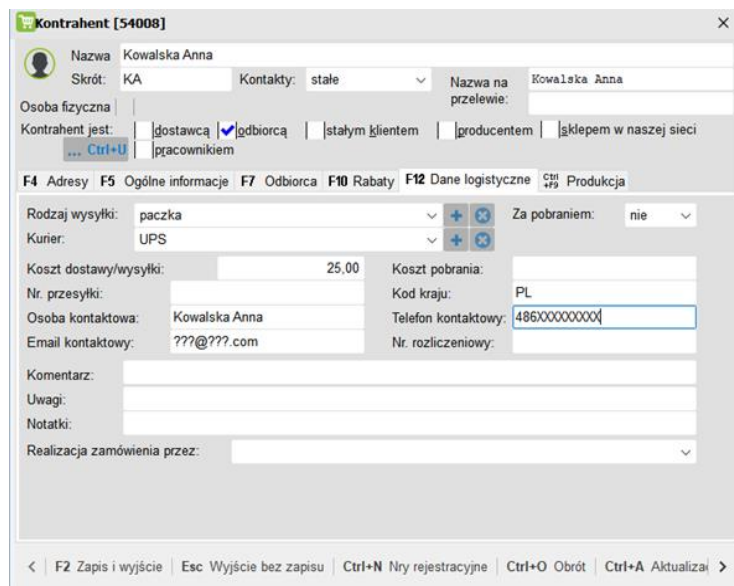 Kontrahent [54008]
Nazwa Kowalska Anna
Skrót: KA Kontakty: stałe Nazwa na przelewie: Kowalska Anna
Osoba fizyczna
Kontrahent jest: dostawcą odbiorcą stałym klientem producentem sklepem w naszej sieci
... Ctrl+U pracownikiem
F4 Adresy F5 Ogólne informacje F7 Odbiorca F10 Rabaty F12 Dane logistyczne Ctrl+F9 Produkcja
Rodzaj wysyłki: paczka Za pobraniem: nie
Kurier: UPS
Koszt dostawy/wysyłki: 25,00 Koszt pobrania:
Nr. przesyłki: Kod kraju: PL
Osoba kontaktowa: Kowalska Anna Telefon kontaktowy: 486XXXXXXXXX
Email kontaktowy: ???@???.com Nr. rozliczeniowy:
Komentarz:
Uwagi:
Notatki:
Realizacja zamówienia przez:
F2 Zapis i wyjście Esc Wyjście bez zapisu Ctrl+N Nry rejestracyjne Ctrl+O Obrót Ctrl+A Aktualizac